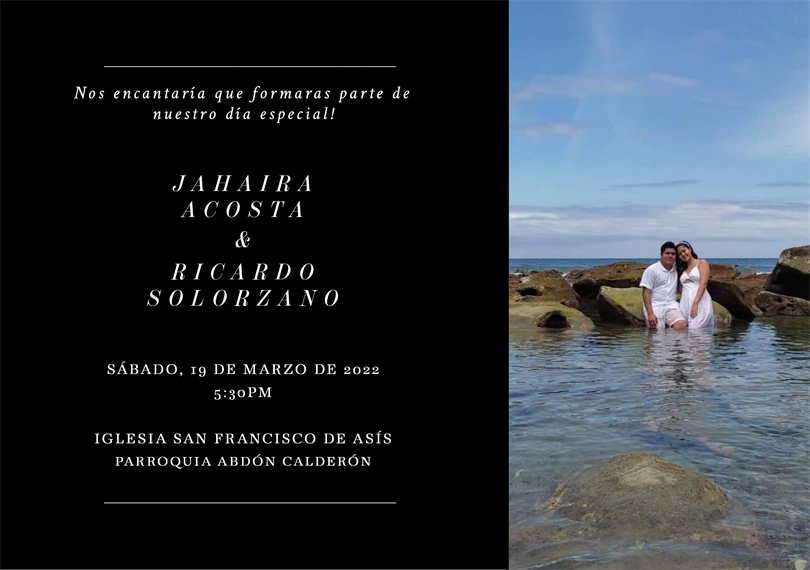 Nos encantaría que formaras parte de
nuestro día especial!
JAHAIRA
ACOSTA
&
RICARDO
SOLORZANO
SÁBADO, 19 DE MARZO DE 2022
5:30PM
IGLESIA SAN FRANCISCO DE ASÍS
PARROQUIA ABDÓN CALDERÓN